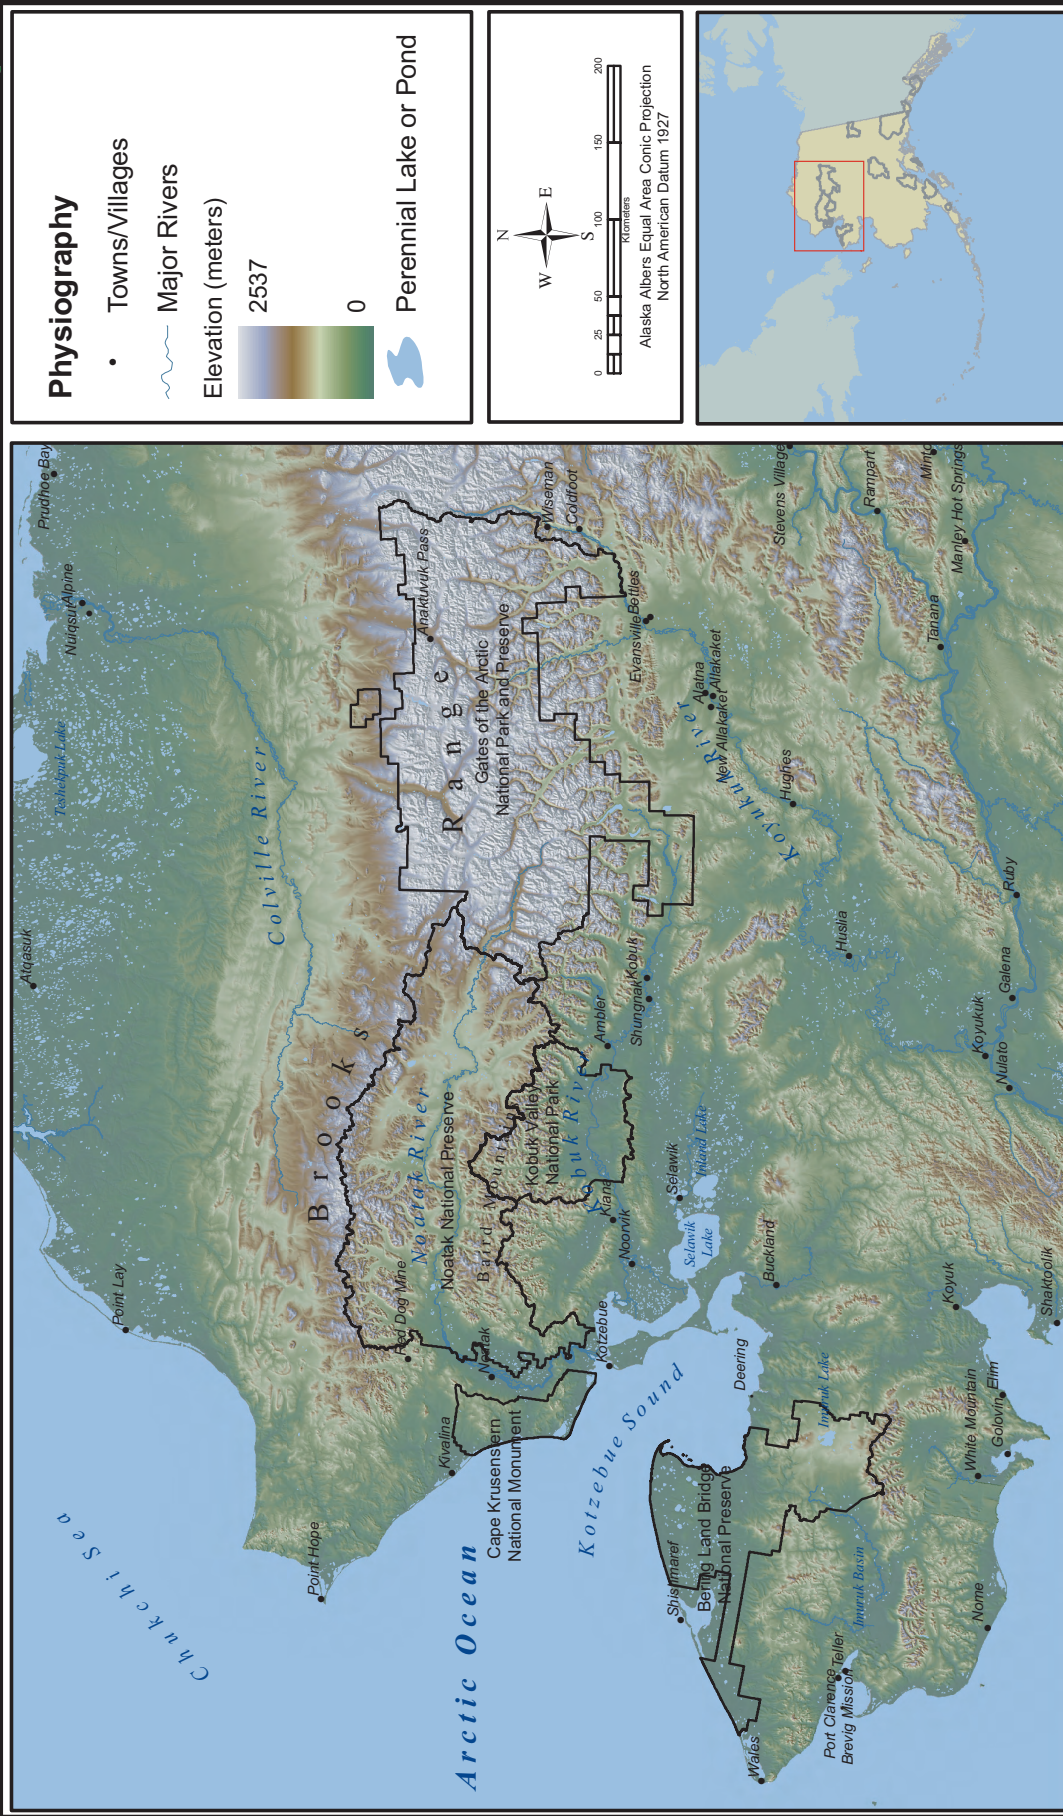 Physiography
Towns/Villages
Major Rivers
Elevation (meters)
2537
0
Perennial Lake or Pond
N
W
E
S
0
25
50
100
150
200
Kilometers
Alaska Albers Equal Area Conic Projection
North American Datum 1927
Chukchi Sea
Arctic Ocean
Kotzebue Sound
Point Hope
Point Lay
Atqasuk
Teshekpuk Lake
Nuiqsut
Alpine
Prudhoe Bay
Colville River
Brooks
Range
Anaktuvuk Pass
Gates of the Arctic
National Park and Preserve
Wiseman
Coldfoot
Red Dog Mine
Noatak River
Noatak National Preserve
Baird Mountains
Kobuk Valley
National Park
Kobuk River
Noatak
Kivalina
Cape Krusenstern
National Monument
Kotzebue
Kiana
Noorvik
Ambler
Shungnak
Kobuk
Selawik
Inland Lake
Selawik
Lake
Evansville
Bettles
Alatna
Allakaket
New Allakaket
Koyukuk River
Hughes
Huslia
Stevens Village
Rampart
Minto
Manley Hot Springs
Tanana
Ruby
Galena
Koyukuk
Nulato
Buckland
Deering
Imuruk Lake
Koyuk
Shaktoolik
Elim
Golovin
White Mountain
Shishmaref
Bering Land Bridge
National Preserve
Imuruk Basin
Nome
Teller
Port Clarence
Brevig Mission
Wales